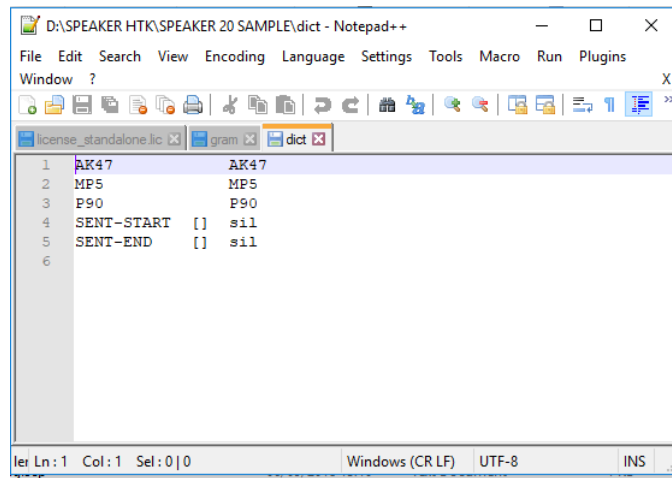 D:\SPEAKER HTK\SPEAKER 20 SAMPLE\dict - Notepad++
File Edit Search View Encoding Language Settings Tools Macro Run Plugins
Window ? X
license_standalone.lic gram dict
1 AK47 AK47
2 MP5 MP5
3 P90 P90
4 SENT-START [] sil
5 SENT-END [] sil
6
ler Ln : 1 Col : 1 Sel : 0 | 0 Windows (CR LF) UTF-8 INS